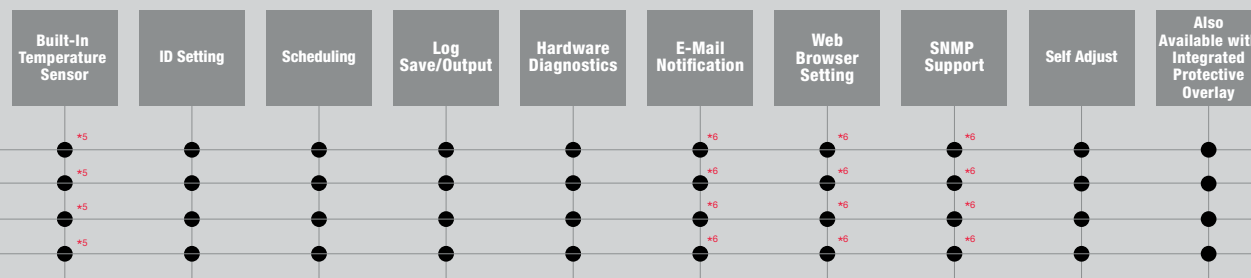 Built-In
Temperature
Sensor
ID Setting
Scheduling
Log
Save/Output
Hardware
Diagnostics
E-Mail
Notification
Web
Browser
Setting
SNMP
Support
Self Adjust
Also
Available with
Integrated
Protective
Overlay
*5 *6 *6 *6
*5 *6 *6 *6
*5 *6 *6 *6
*5 *6 *6 *6